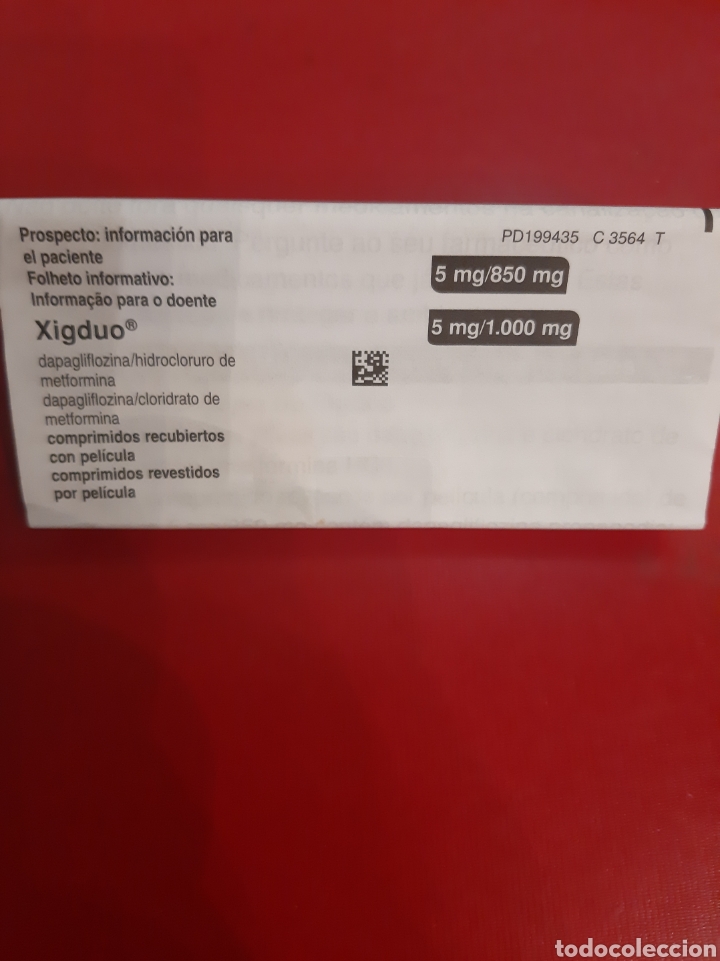 Prospecto: información para
el paciente
Folheto informativo:
Informação para o doente
Xigduo®
dapagliflozina/hidrocloruro de
metformina
dapagliflozina/cloridrato de
metformina
comprimidos recubiertos
con película
comprimidos revestidos
por película
PD199435 C 3564 T
5 mg/850 mg
5 mg/1.000 mg
todocoleccion